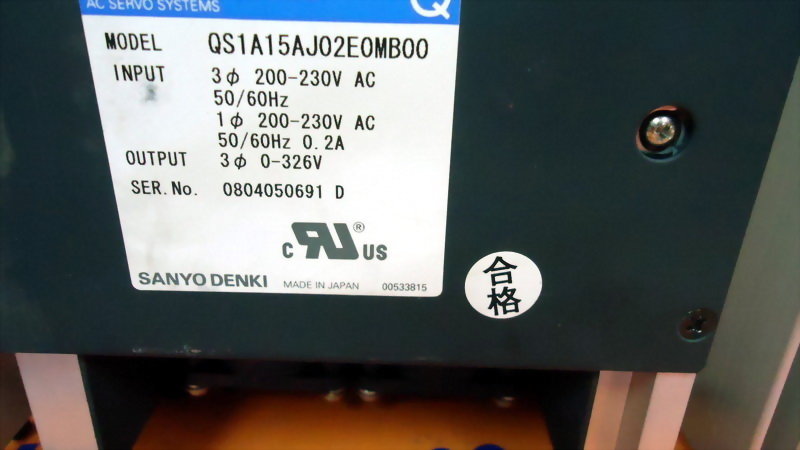 AC SERVO SYSTEMS
Q
MODEL QS1A15AJ02E0MB00
INPUT 3φ 200-230V AC
50/60Hz
1φ 200-230V AC
50/60Hz 0.2A
OUTPUT 3φ 0-326V
SER.No. 0804050691 D
c RU ® US
SANYO DENKI MADE IN JAPAN 00533815
合格